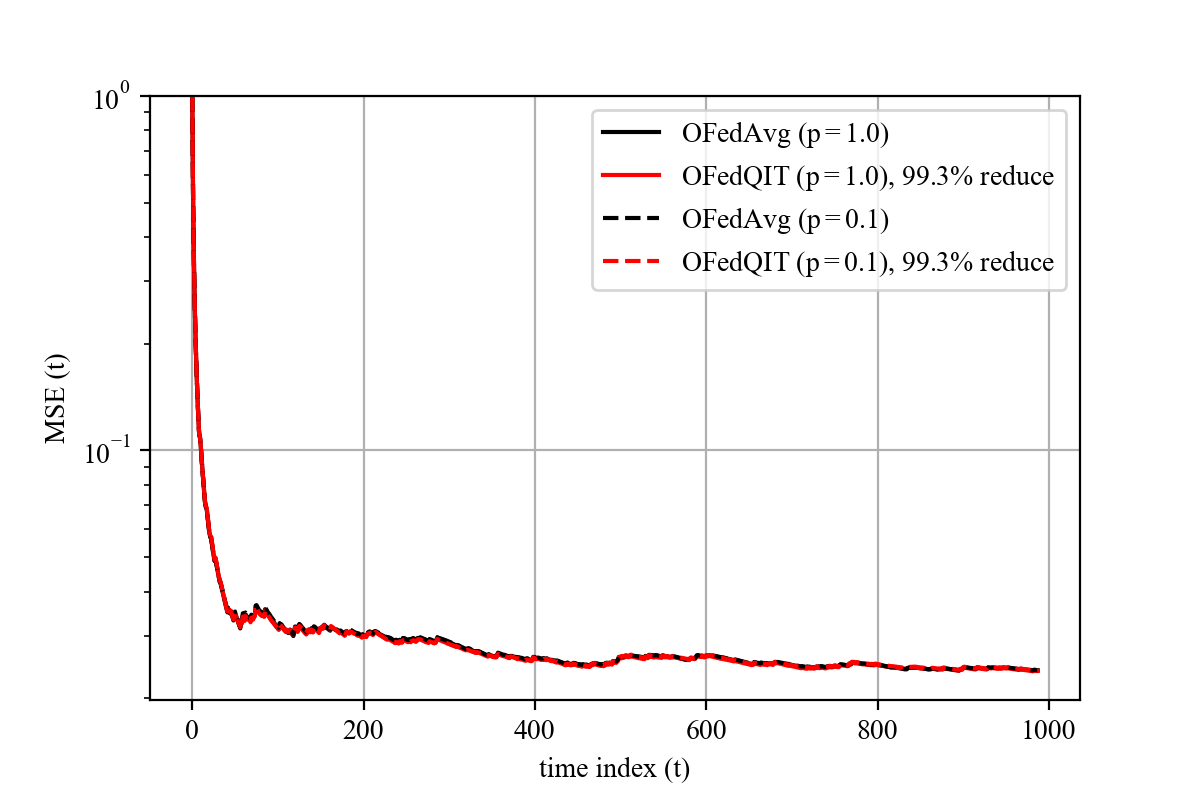 10⁰
10⁻¹
MSE (t)
OFedAvg (p=1.0)
OFedQIT (p=1.0), 99.3% reduce
OFedAvg (p=0.1)
OFedQIT (p=0.1), 99.3% reduce
0 200 400 600 800 1000
time index (t)